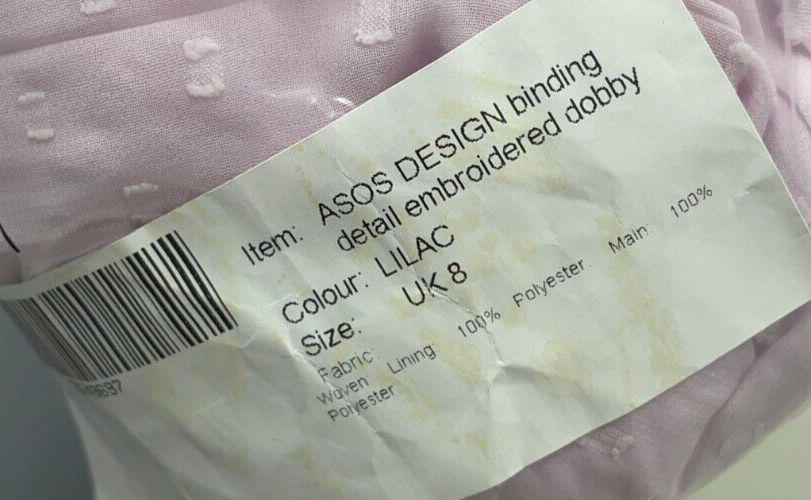 Item: ASOS DESIGN binding
detail embroidered dobby
Colour: LILAC
Size: UK 8
Fabric:
Woven Lining: 100% Polyester. Main: 100%
Polyester
9697